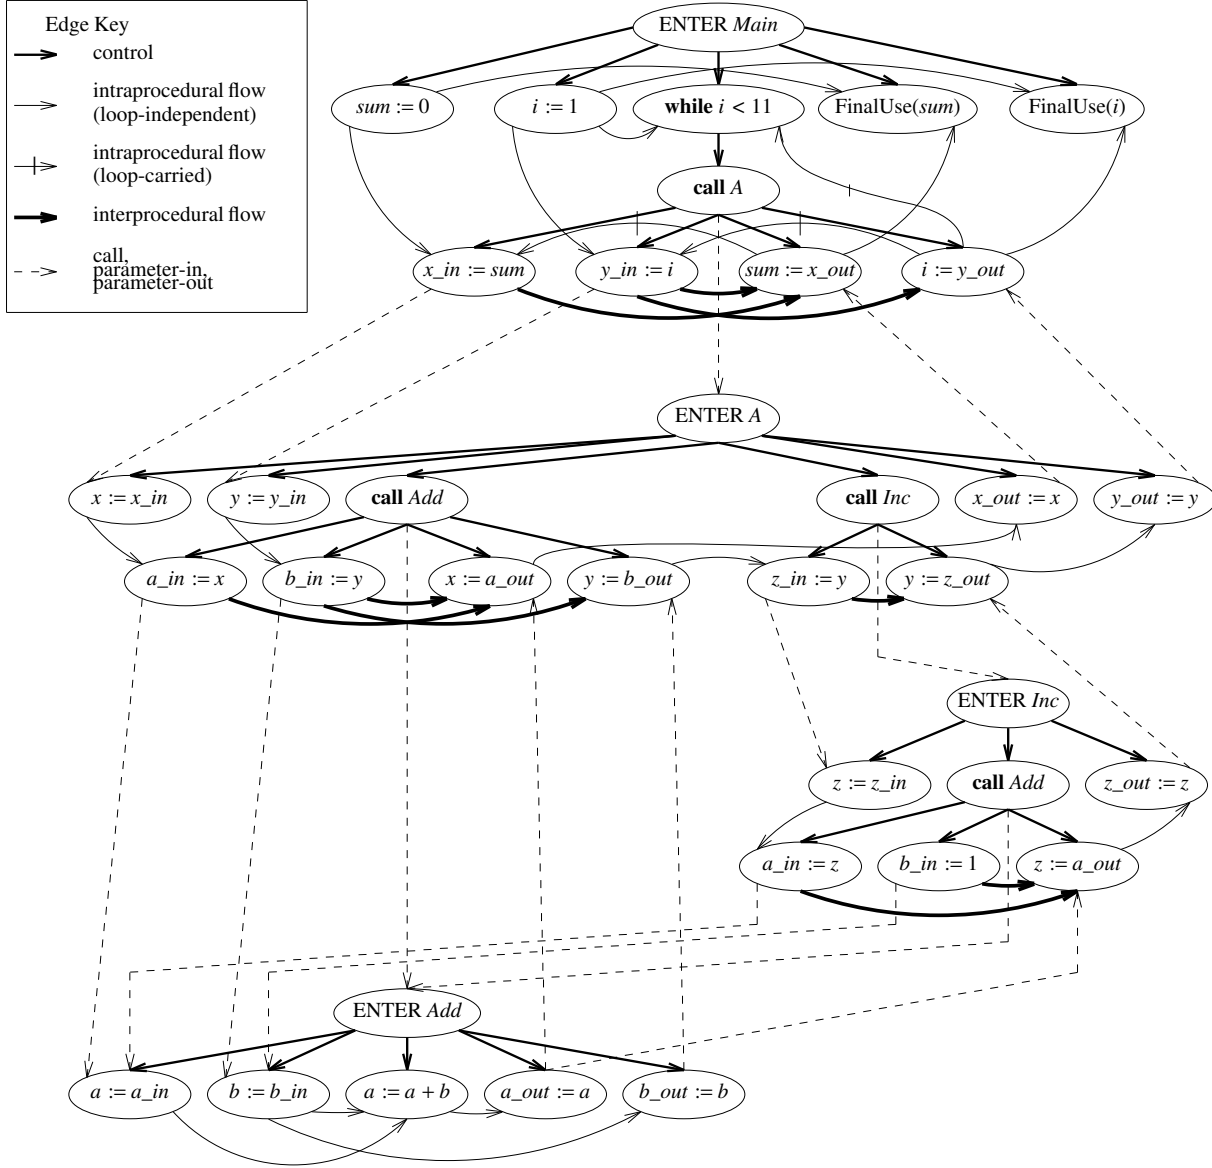 Edge Key
control
intraprocedural flow
(loop-independent)
intraprocedural flow
(loop-carried)
interprocedural flow
call,
parameter-in,
parameter-out
ENTER Main
sum := 0
i := 1
while i < 11
FinalUse(sum)
FinalUse(i)
call A
x_in := sum
y_in := i
sum := x_out
i := y_out
ENTER A
x := x_in
y := y_in
call Add
call Inc
x_out := x
y_out := y
a_in := x
b_in := y
x := a_out
y := b_out
z_in := y
y := z_out
ENTER Inc
z := z_in
call Add
z_out := z
a_in := z
b_in := 1
z := a_out
ENTER Add
a := a_in
b := b_in
a := a + b
a_out := a
b_out := b